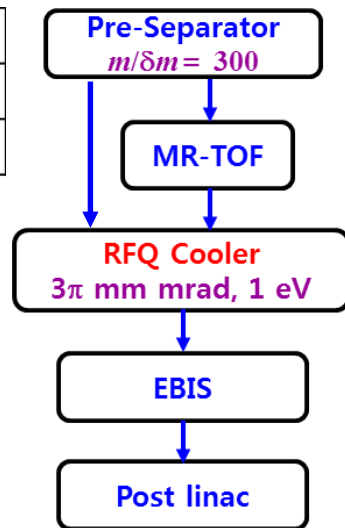 Pre-Separator
m/δm = 300
MR-TOF
RFQ Cooler
3π mm mrad, 1 eV
EBIS
Post linac